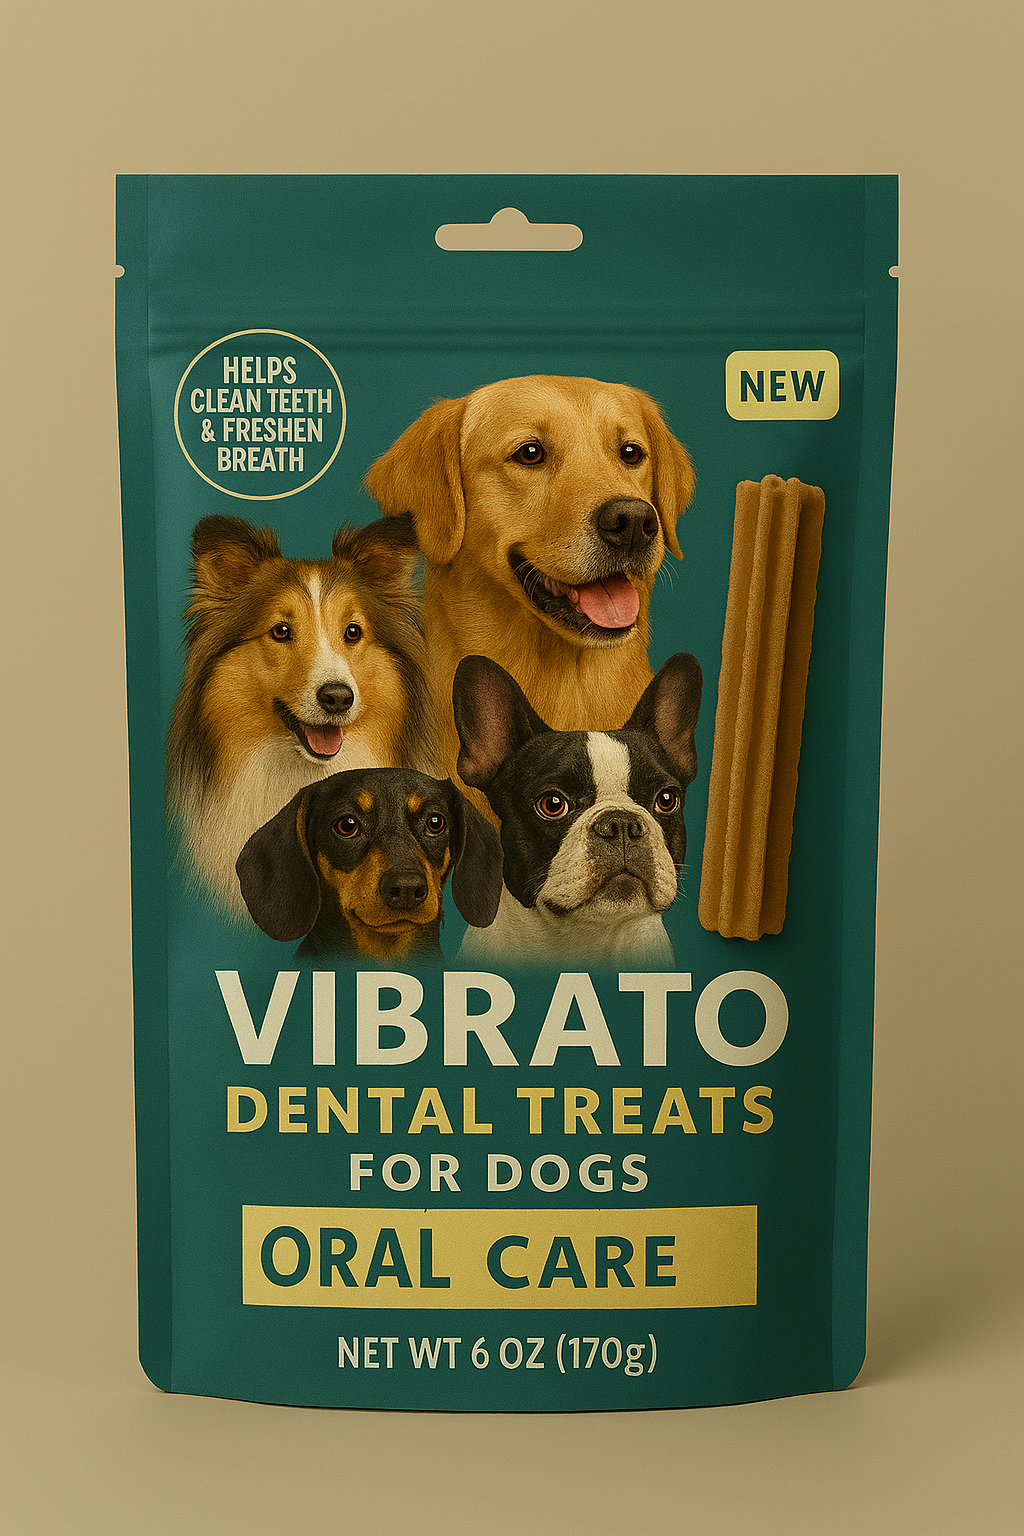 HELPS
CLEAN TEETH
& FRESHEN
BREATH
NEW
VIBRATO
DENTAL TREATS
FOR DOGS
ORAL CARE
NET WT 6 OZ (170g)